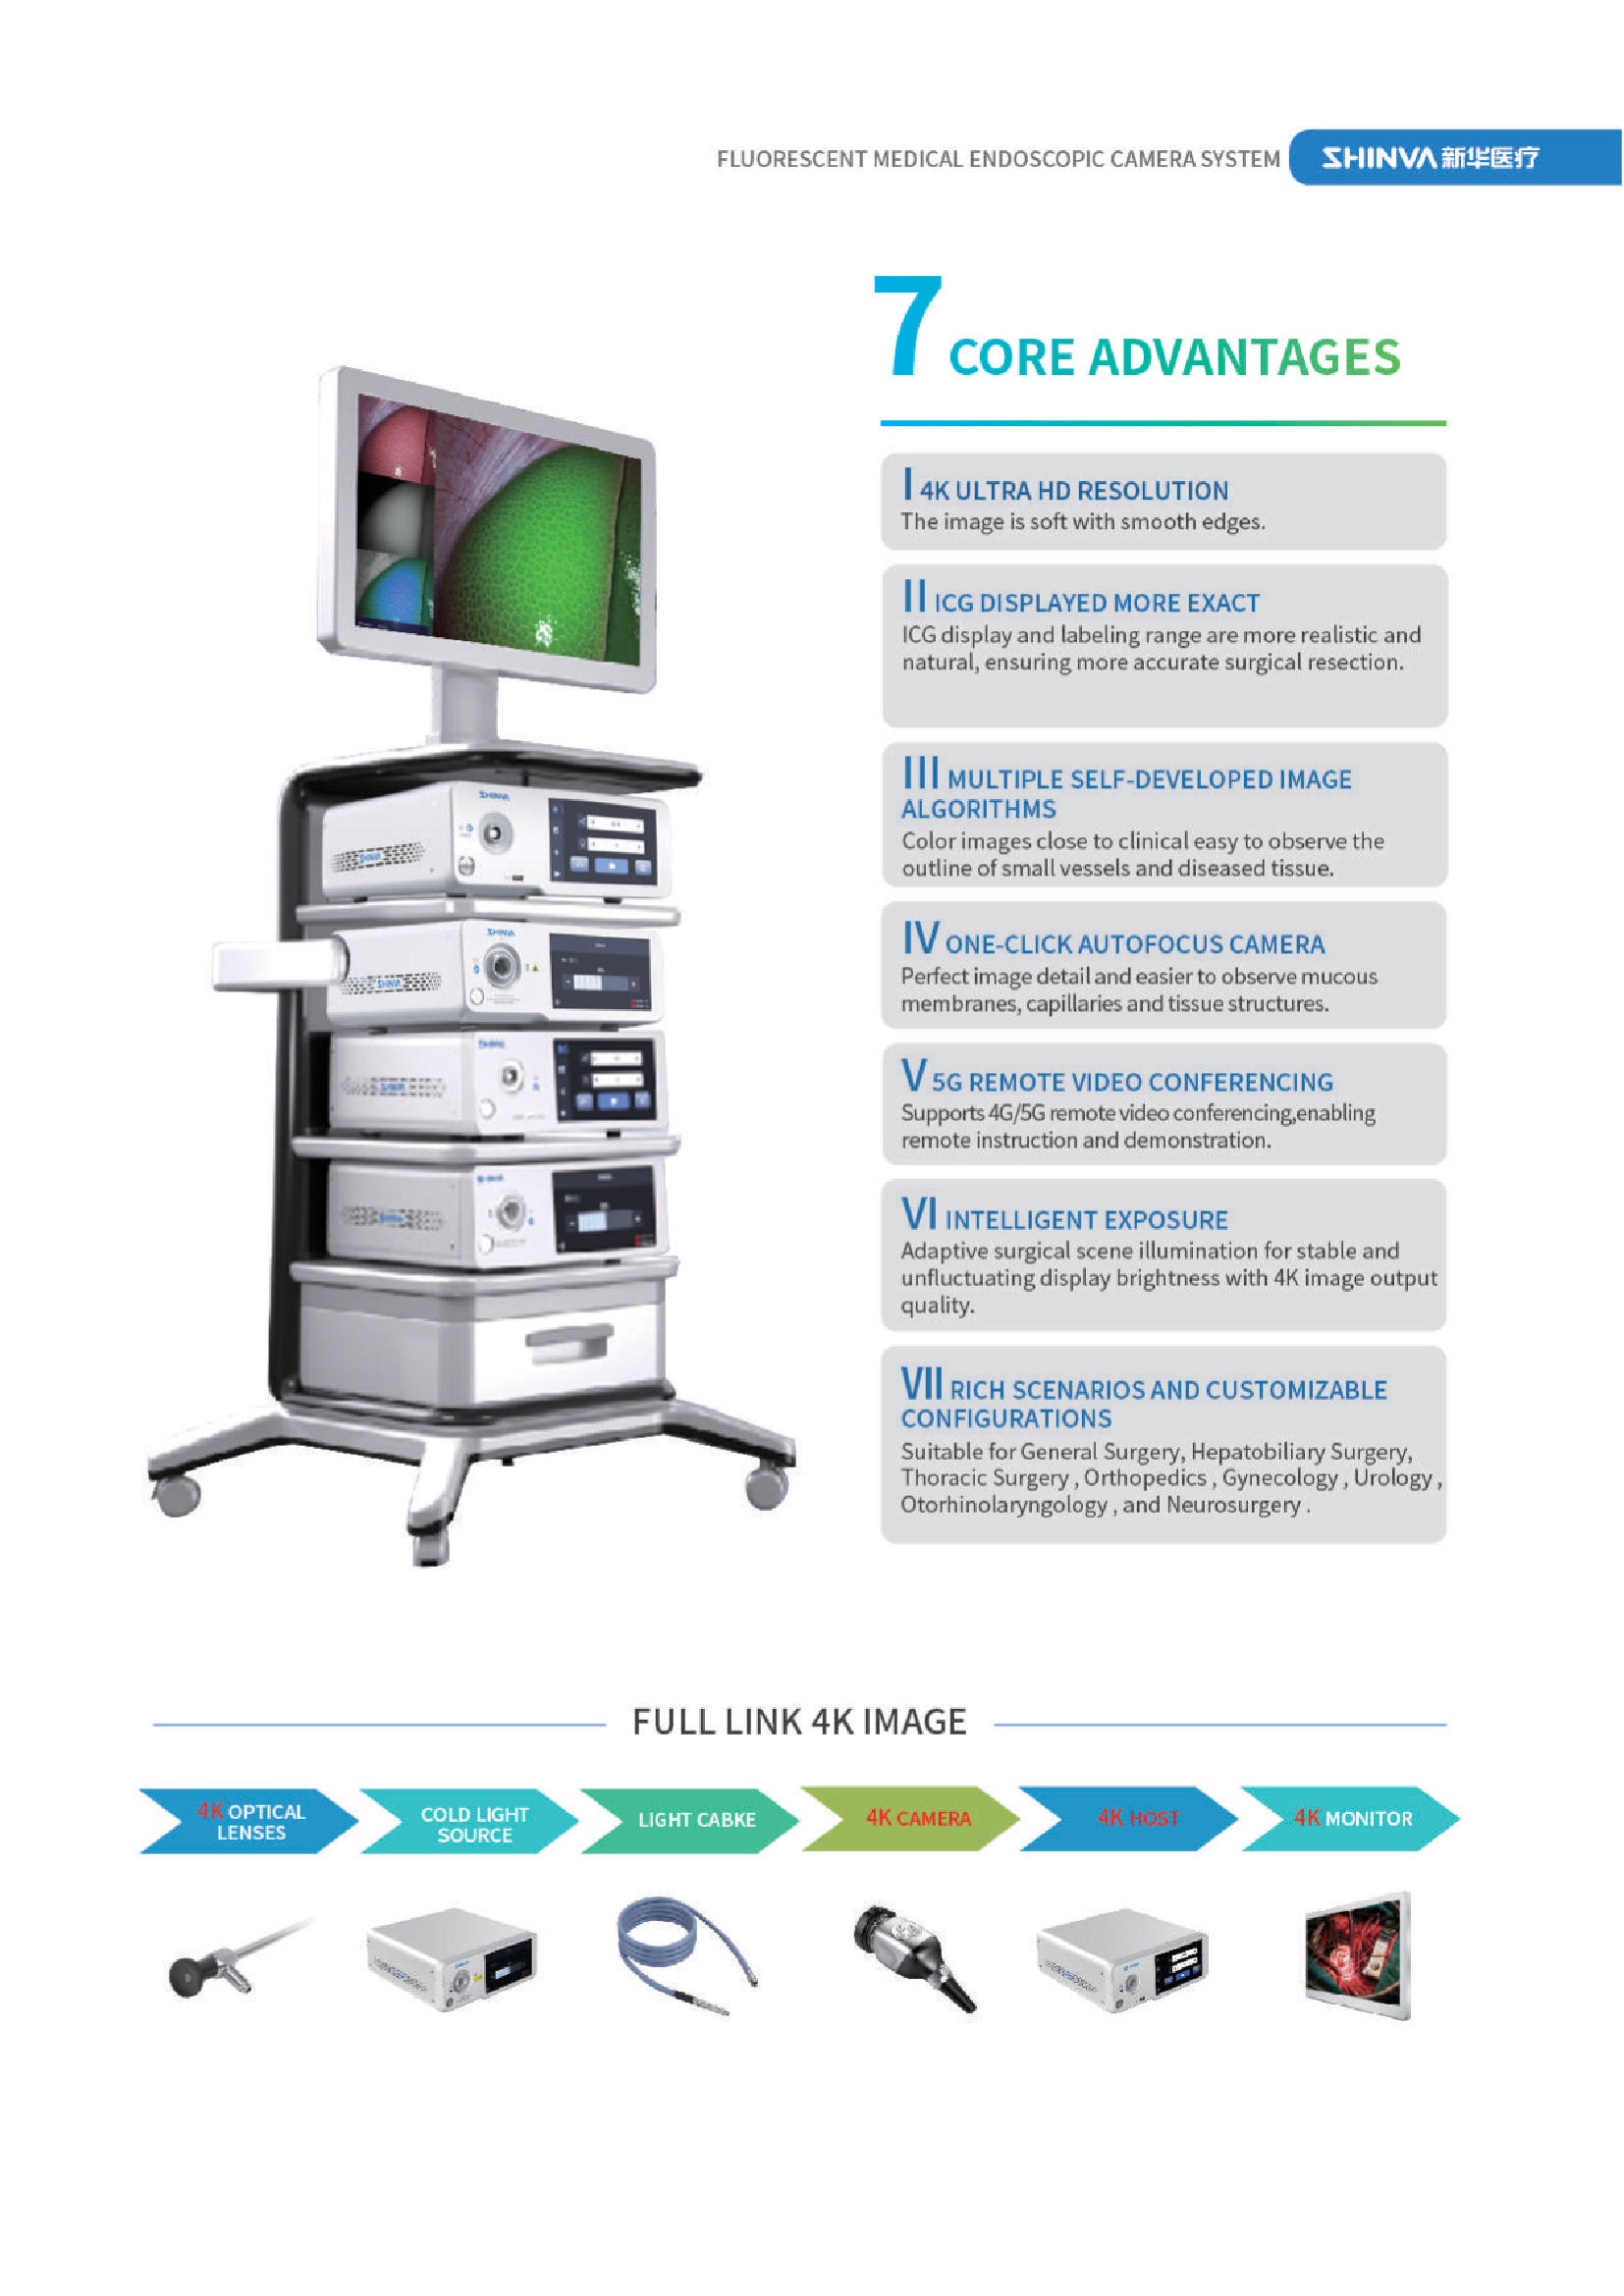 FLUORESCENT MEDICAL ENDOSCOPIC CAMERA SYSTEM
SHINVA 新华医疗
7 CORE ADVANTAGES
I 4K ULTRA HD RESOLUTION
The image is soft with smooth edges.
II ICG DISPLAYED MORE EXACT
ICG display and labeling range are more realistic and
natural, ensuring more accurate surgical resection.
III MULTIPLE SELF-DEVELOPED IMAGE
ALGORITHMS
Color images close to clinical easy to observe the
outline of small vessels and diseased tissue.
IV ONE-CLICK AUTOFOCUS CAMERA
Perfect image detail and easier to observe mucous
membranes, capillaries and tissue structures.
V 5G REMOTE VIDEO CONFERENCING
Supports 4G/5G remote video conferencing,enabling
remote instruction and demonstration.
VI INTELLIGENT EXPOSURE
Adaptive surgical scene illumination for stable and
unfluctuating display brightness with 4K image output
quality.
VII RICH SCENARIOS AND CUSTOMIZABLE
CONFIGURATIONS
Suitable for General Surgery, Hepatobiliary Surgery,
Thoracic Surgery , Orthopedics , Gynecology , Urology ,
Otorhinolaryngology , and Neurosurgery .
SHINVA
SHINVA
SHINVA
SHINVA
SHINVA
SHINVA
FULL LINK 4K IMAGE
4K OPTICAL
LENSES
COLD LIGHT
SOURCE
LIGHT CABKE
4K CAMERA
4K HOST
4K MONITOR